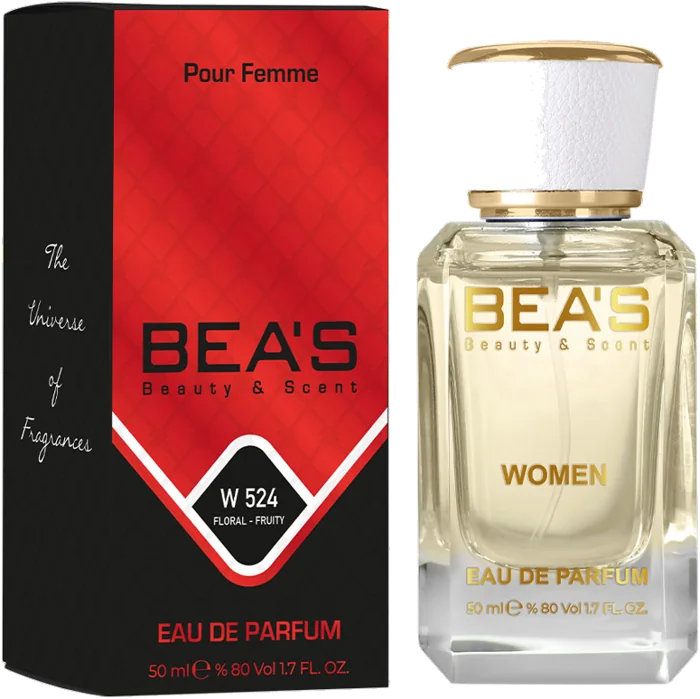 The
Universe
of
Fragrances
Pour Femme
BEA'S
Beauty & Scent
W 524
FLORAL - FRUITY
EAU DE PARFUM
50 ml e % 80 Vol 1.7 FL. OZ.
BEA'S
Beauty & Scent
WOMEN
EAU DE PARFUM
50 ml e % 80 Vol 1.7 FL. OZ.